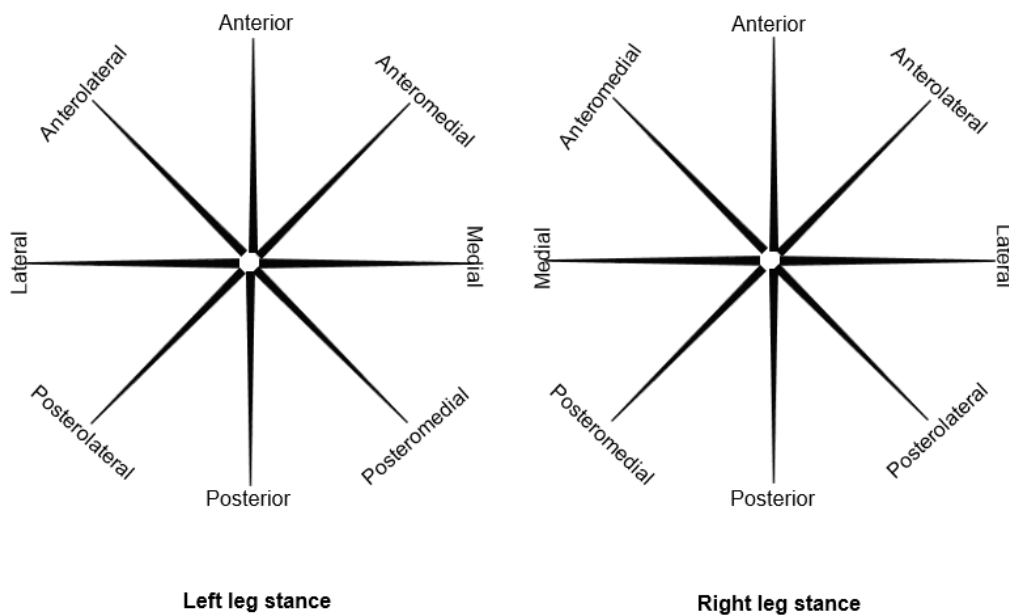 Anterior
Anterolateral
Anteromedial
Lateral
Medial
Posterolateral
Posteromedial
Posterior
Left leg stance
Anterior
Anteromedial
Anterolateral
Medial
Lateral
Posteromedial
Posterolateral
Posterior
Right leg stance